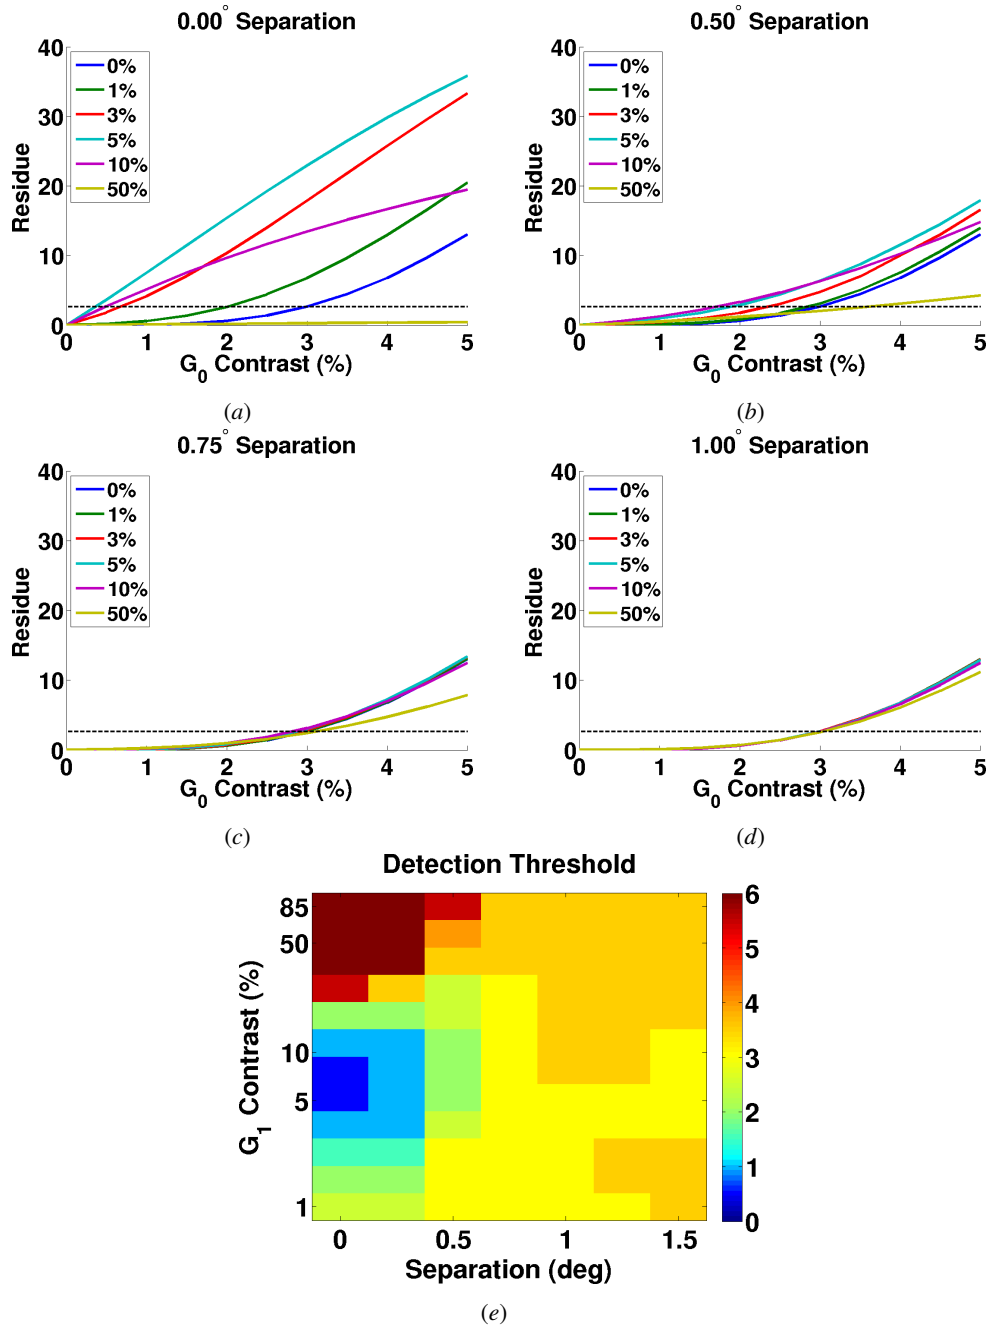 0.00° Separation
40
30
20
10
0
Residue
0%
1%
3%
5%
10%
50%
0 1 2 3 4 5
G0 Contrast (%)
(a)
0.50° Separation
40
30
20
10
0
Residue
0%
1%
3%
5%
10%
50%
0 1 2 3 4 5
G0 Contrast (%)
(b)
0.75° Separation
40
30
20
10
0
Residue
0%
1%
3%
5%
10%
50%
0 1 2 3 4 5
G0 Contrast (%)
(c)
1.00° Separation
40
30
20
10
0
Residue
0%
1%
3%
5%
10%
50%
0 1 2 3 4 5
G0 Contrast (%)
(d)
Detection Threshold
85
50
10
5
1
G1 Contrast (%)
0 0.5 1 1.5
Separation (deg)
6
5
4
3
2
1
0
(e)